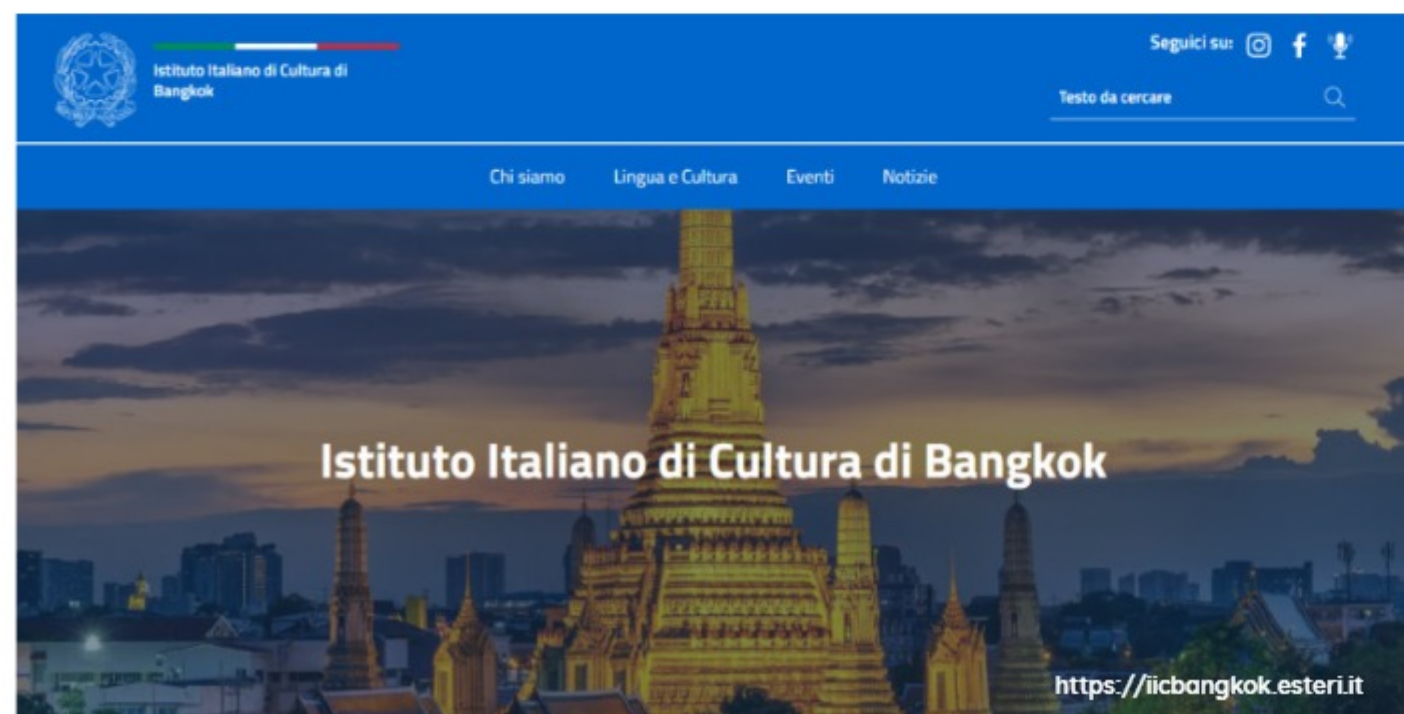 Istituto Italiano di Cultura di
Bangkok
Seguici su:
Testo da cercare
Chi siamo Lingua e Cultura Eventi Notizie
Istituto Italiano di Cultura di Bangkok
https://iicbangkok.esteri.it